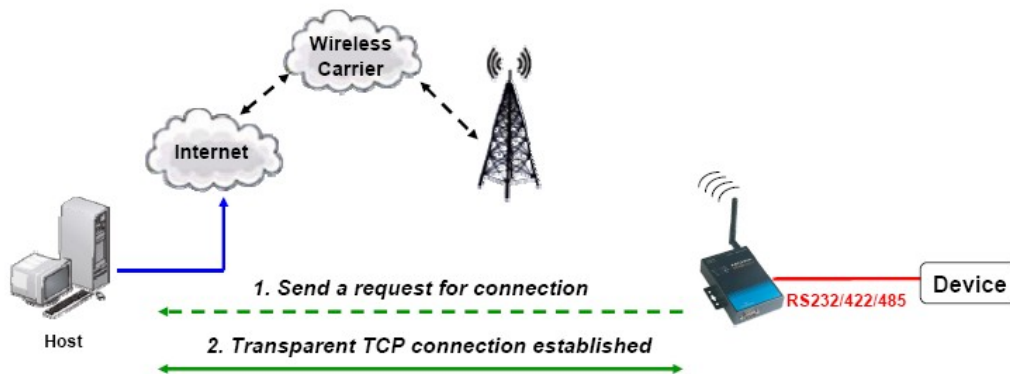 Wireless
Carrier
Internet
1. Send a request for connection
RS232/422/485
Device
Host
2. Transparent TCP connection established